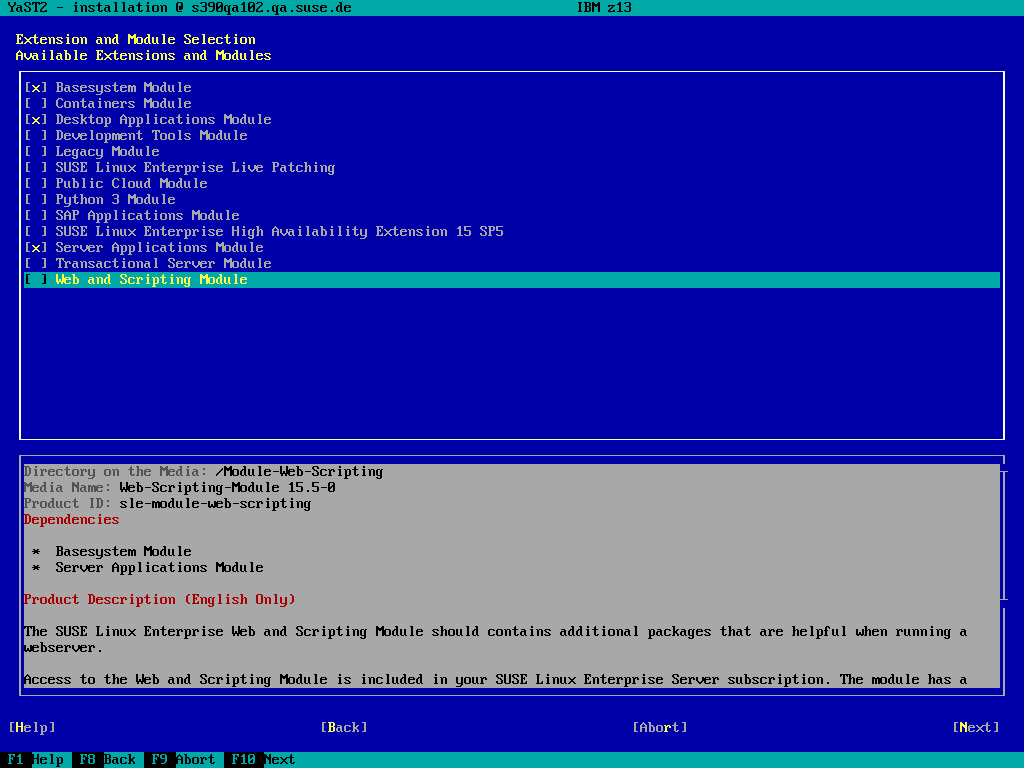 YaST2 - installation @ s390qa102.qa.suse.de IBM z13
Extension and Module Selection
Available Extensions and Modules
[x] Basesystem Module
[ ] Containers Module
[x] Desktop Applications Module
[ ] Development Tools Module
[ ] Legacy Module
[ ] SUSE Linux Enterprise Live Patching
[ ] Public Cloud Module
[ ] Python 3 Module
[ ] SAP Applications Module
[ ] SUSE Linux Enterprise High Availability Extension 15 SP5
[x] Server Applications Module
[ ] Transactional Server Module
[ ] Web and Scripting Module
Directory on the Media: /Module-Web-Scripting
Media Name: Web-Scripting-Module 15.5-0
Product ID: sle-module-web-scripting
Dependencies
* Basesystem Module
* Server Applications Module
Product Description (English Only)
The SUSE Linux Enterprise Web and Scripting Module should contains additional packages that are helpful when running a
webserver.
Access to the Web and Scripting Module is included in your SUSE Linux Enterprise Server subscription. The module has a
[Help] [Back] [Abort] [Next]
F1 Help F8 Back F9 Abort F10 Next